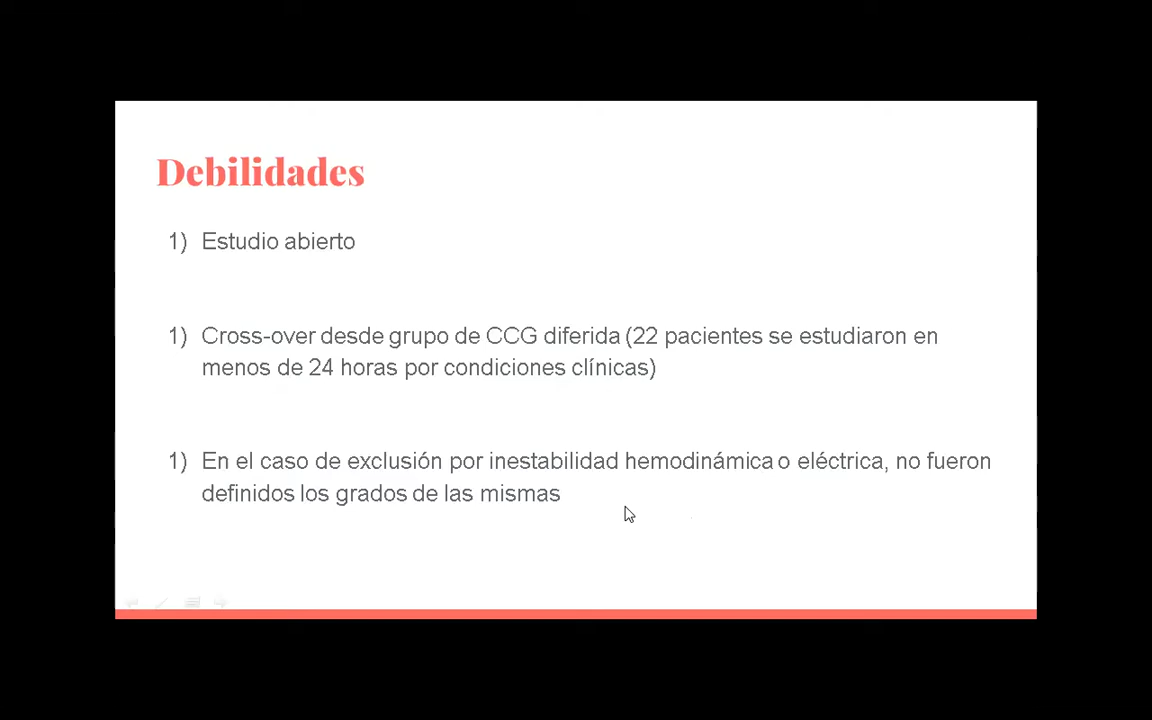 Debilidades
1) Estudio abierto
1) Cross-over desde grupo de CCG diferida (22 pacientes se estudiaron en
menos de 24 horas por condiciones clínicas)
1) En el caso de exclusión por inestabilidad hemodinámica o eléctrica, no fueron
definidos los grados de las mismas